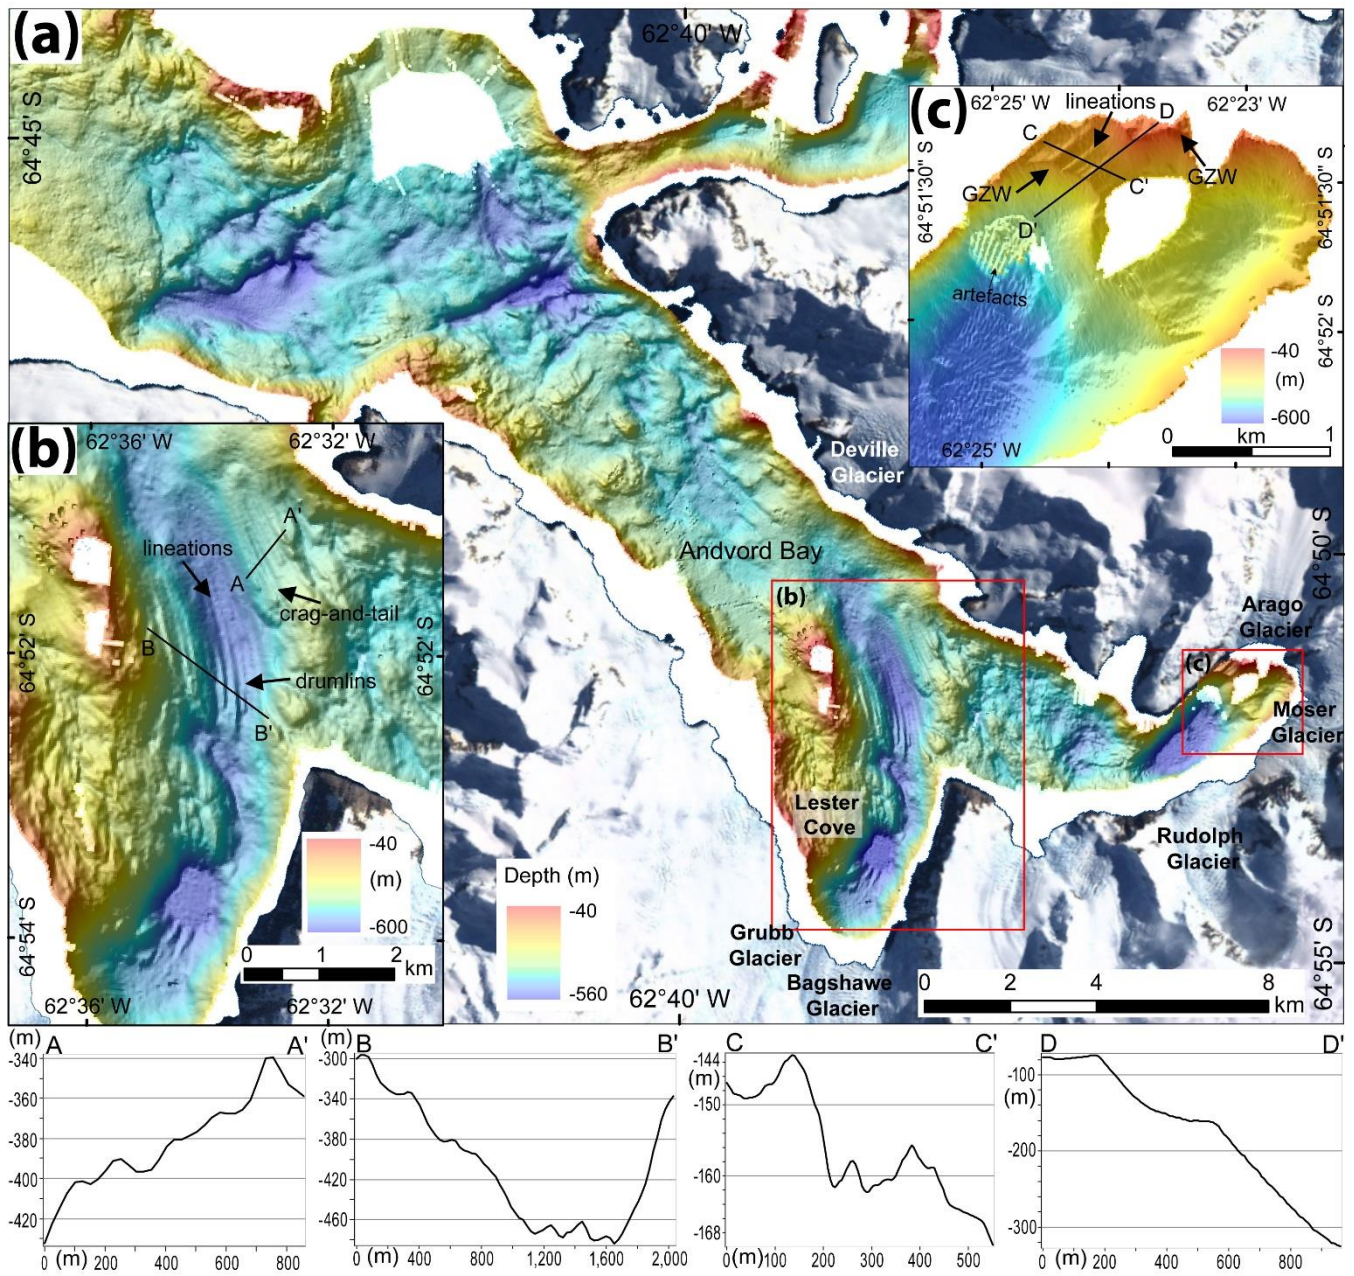 (a)
62°40' W
64°45' S
Deville
Glacier
Andvord Bay
(b)
Lester
Cove
Arago
Glacier
(c)
Moser
Glacier
Rudolph
Glacier
Grubb
Glacier
Bagshawe
Glacier
64°50' S
64°55' S
62°40' W
Depth (m)
-40
-560
0 2 4 6 8
km
(b)
62°36' W
62°32' W
lineations
A'
A
crag-and-tail
B
drumlins
B'
64°52' S
64°52' S
64°54' S
-40
(m)
-600
0 1 2
km
62°36' W
62°32' W
(c)
62°25' W
62°23' W
lineations
C
D
GZW
C'
GZW
D'
artefacts
64°51'30" S
64°51'30" S
64°52' S
-40
(m)
-600
0 km 1
62°25' W
(m) A A'
-340
-360
-380
-400
-420
0 (m) 200 400 600 800
(m) B B'
-300
-340
-380
-420
-460
0 (m) 400 800 1,200 1,600 2,000
C C'
-144
(m)
-150
-160
-168
0 (m) 100 200 300 400 500
D D'
-100
(m)
-200
-300
0 (m) 200 400 600 800